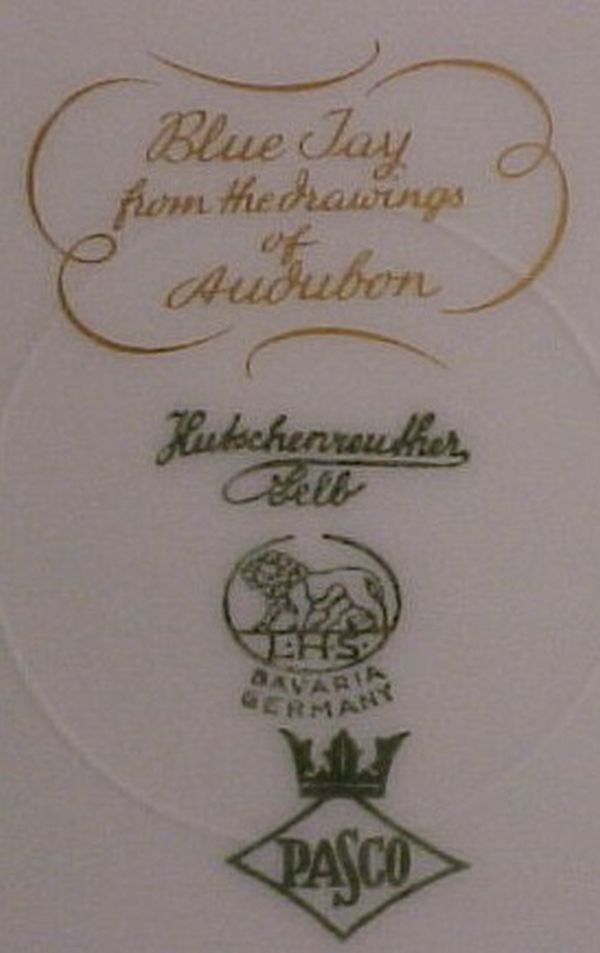 Blue Jay
from the drawings
of
Audubon
Hutschenreuther
Selb
L·H·S·
BAVARIA
GERMANY
PASCO